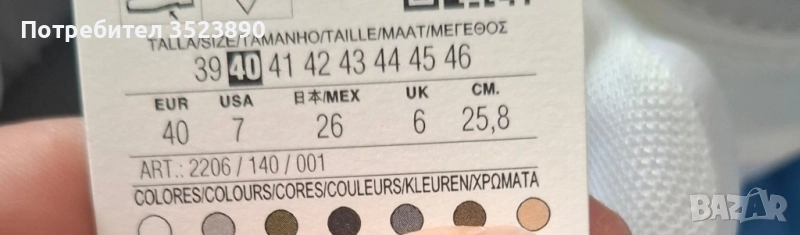 Потребител 3523890
TALLA/SIZE/TAMANHO/TAILLE/MAAT/ΜΕΓΕΘΟΣ
39 40 41 42 43 44 45 46
EUR USA 日本/MEX UK CM.
40 7 26 6 25,8
ART.: 2206 / 140 / 001
COLORES/COLOURS/CORES/COULEURS/KLEUREN/ΧΡΩΜΑΤΑ
BAZAR
bg